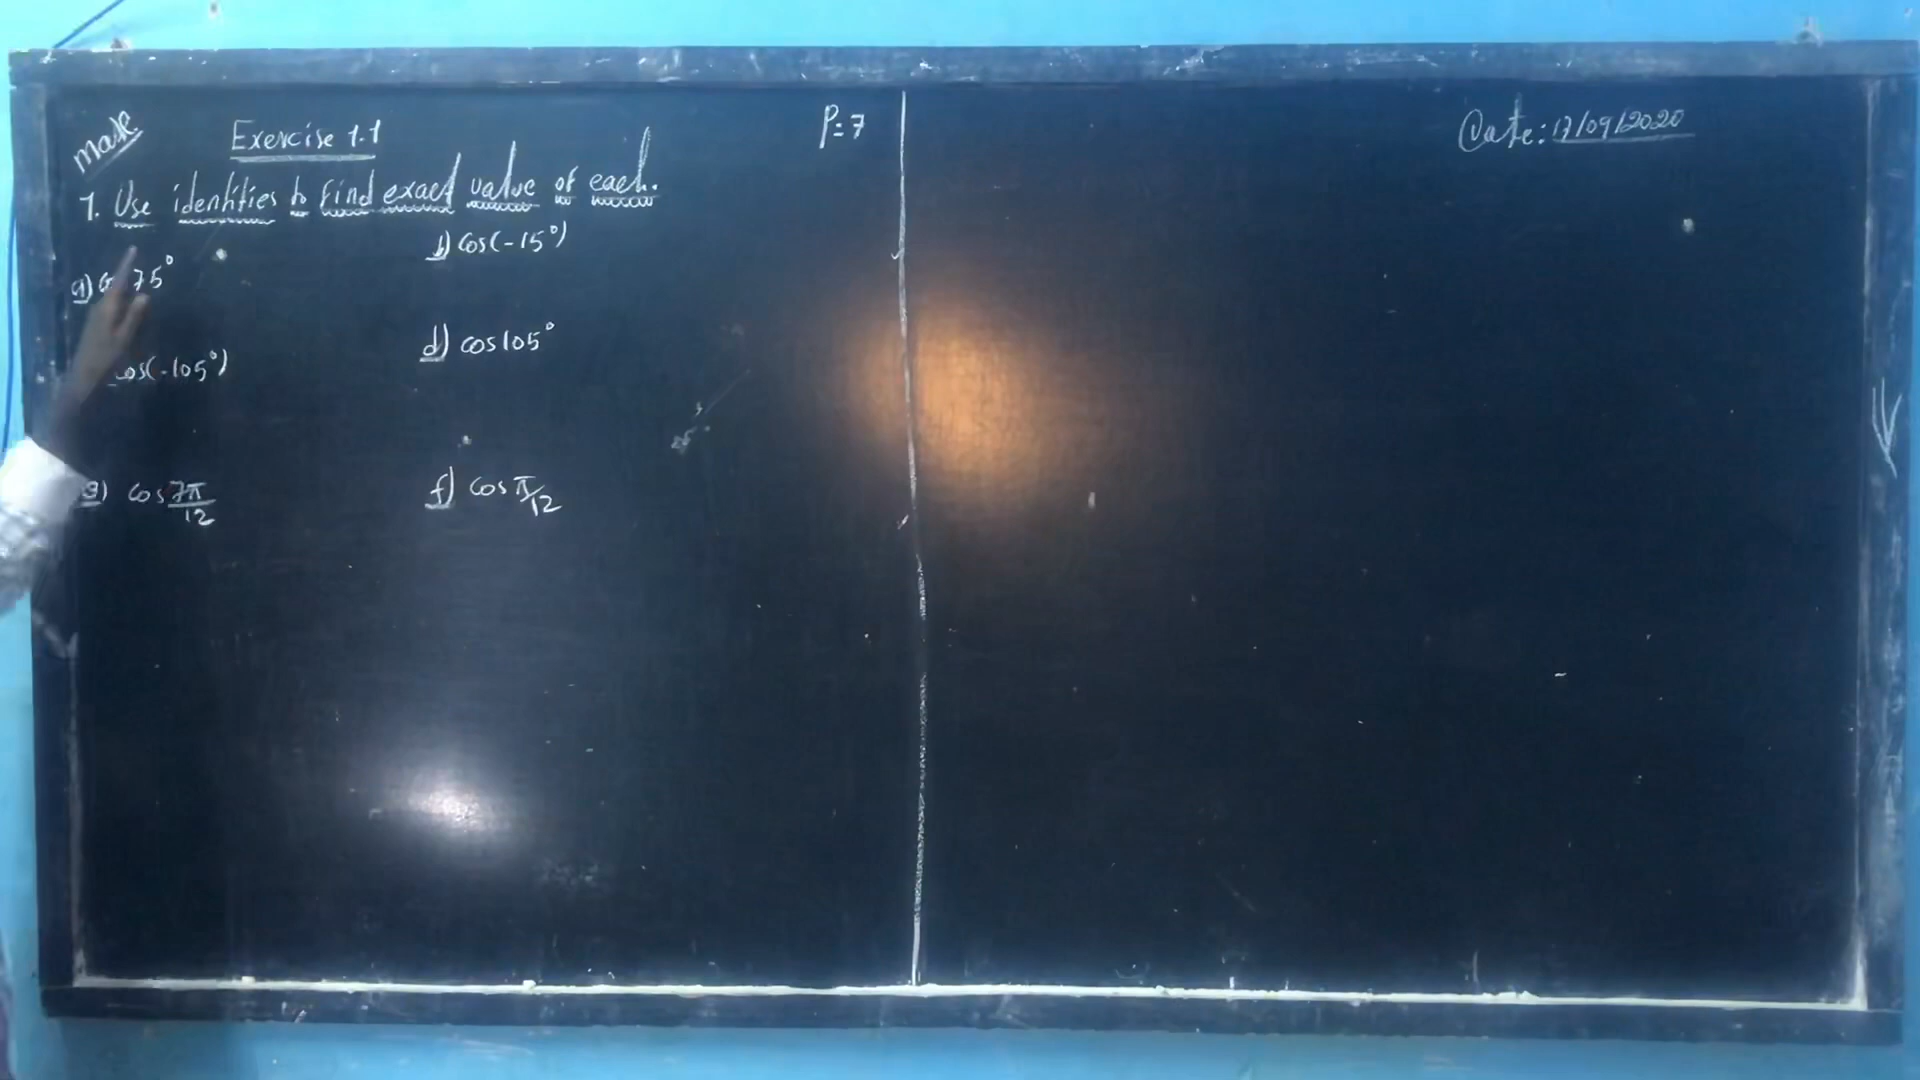 Math
Exercise 1.1
P=7
Date: 17/09/2020
1. Use identities to find exact value of each.
a) 75°
b) cos(-15°)
cos(-105°)
d) cos105°
e) cos 7π/12
f) cos π/12